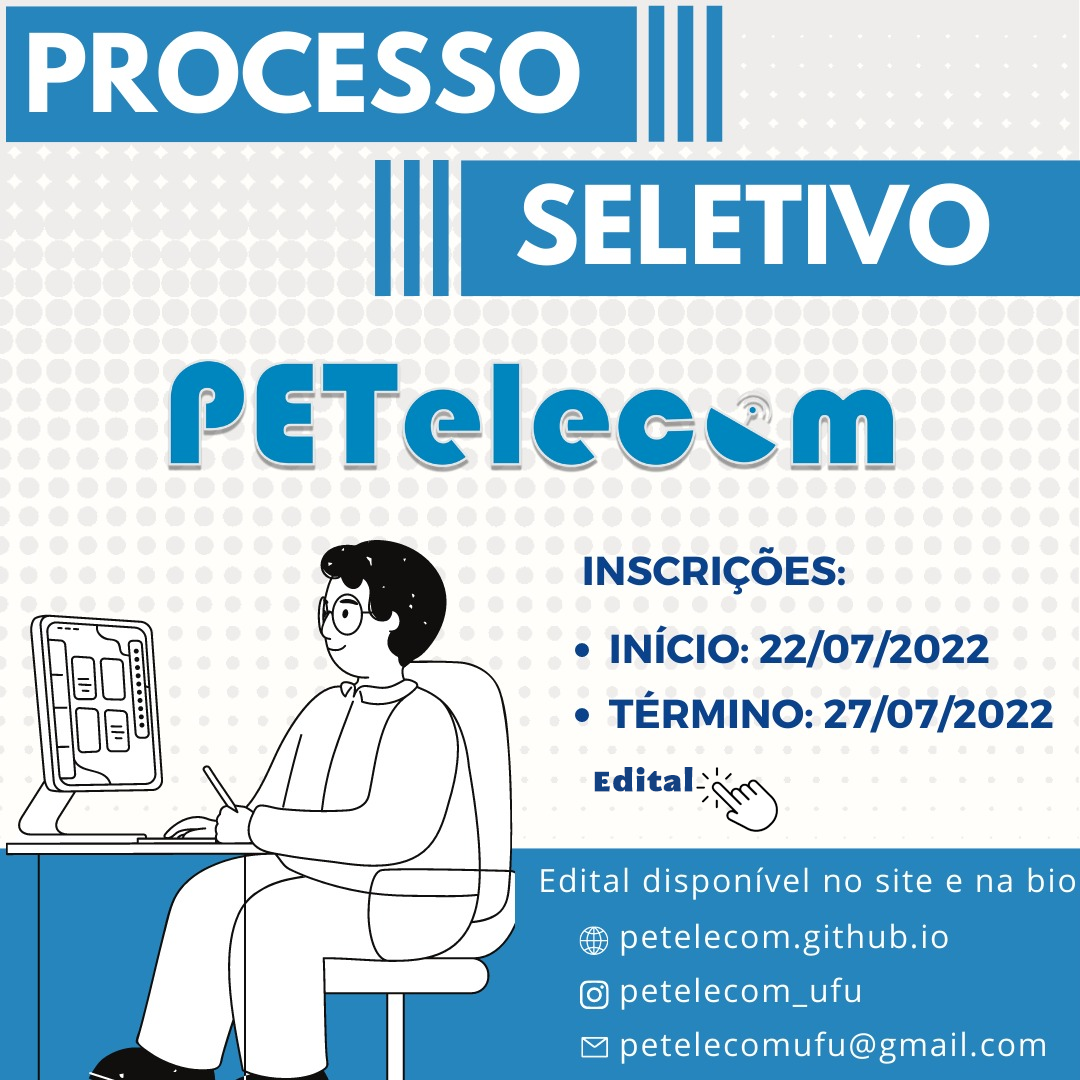 PROCESSO
SELETIVO
PETelecom
INSCRIÇÕES:
• INÍCIO: 22/07/2022
• TÉRMINO: 27/07/2022
Edital
Edital disponível no site e na bio
petelecom.github.io
petelecom_ufu
petelecomufu@gmail.com